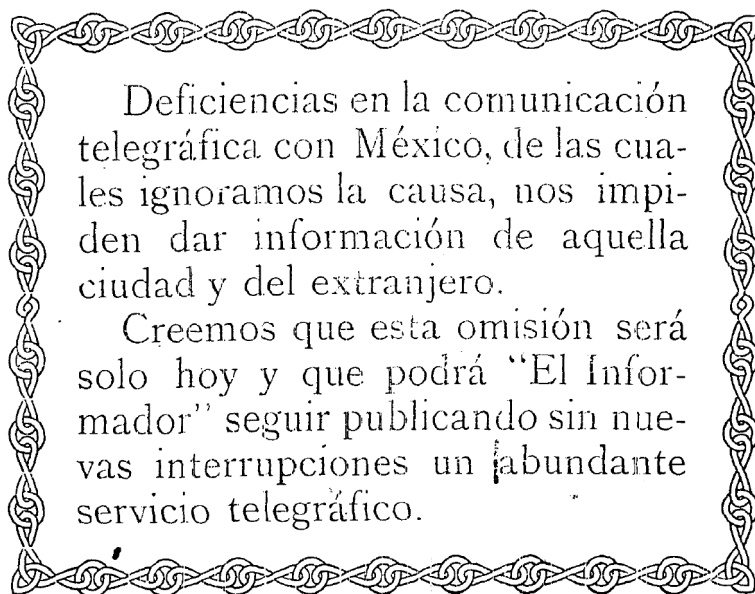 Deficiencias en la comunicación
telegráfica con México, de las cua-
les ignoramos la causa, nos impi-
den dar información de aquella
ciudad y del extranjero.
Creemos que esta omisión será
solo hoy y que podrá “El Infor-
mador” seguir publicando sin nue-
vas interrupciones un abundante
servicio telegráfico.